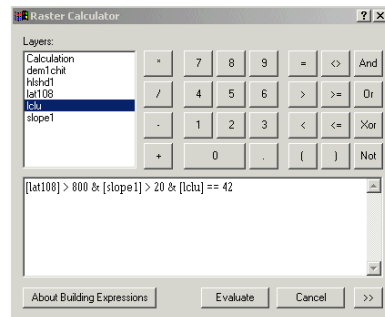 Raster Calculator
? X
Layers:
Calculation
dem1chit
hlshd1
lat108
lclu
slope1
* 7 8 9 = <> And
/ 4 5 6 > >= Or
- 1 2 3 < <= Xor
+ 0 . ( ) Not
[lat108] > 800 & [slope1] > 20 & [lclu] == 42
About Building Expressions Evaluate Cancel >>